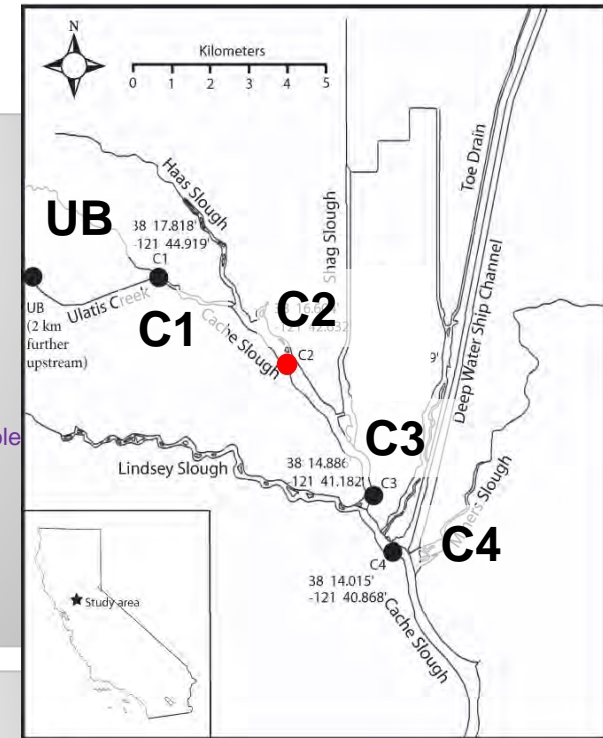 N
Kilometers
0 1 2 3 4 5
Haas Slough
Shag Slough
Toe Drain
Deep Water Ship Channel
UB
38 17.818'
-121 44.919'
C1
UB
(2 km
further
upstream)
Ulatis Creek
C1
Cache Slough
C2
C2
9'
C3
38 14.886'
-121 41.182'
C3
Lindsey Slough
Miners Slough
C4
C4
38 14.015'
-121 40.868'
Cache Slough
Study area